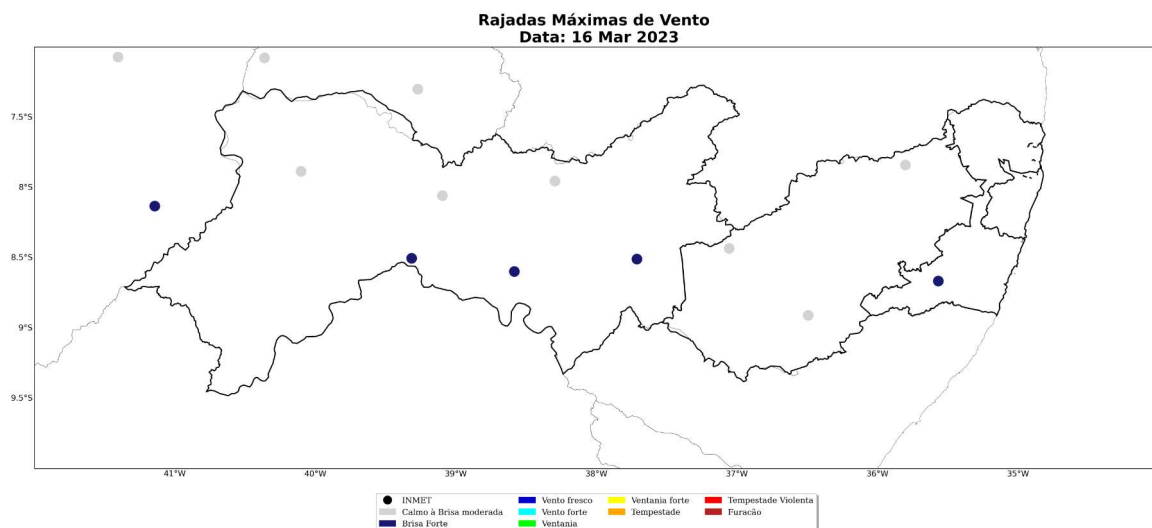 Rajadas Máximas de Vento
Data: 16 Mar 2023
7.5°S
8°S
8.5°S
9°S
9.5°S
41°W
40°W
39°W
38°W
37°W
36°W
35°W
INMET
Calmo à Brisa moderada
Brisa Forte
Vento fresco
Vento forte
Ventania
Ventania forte
Tempestade
Tempestade Violenta
Furacão